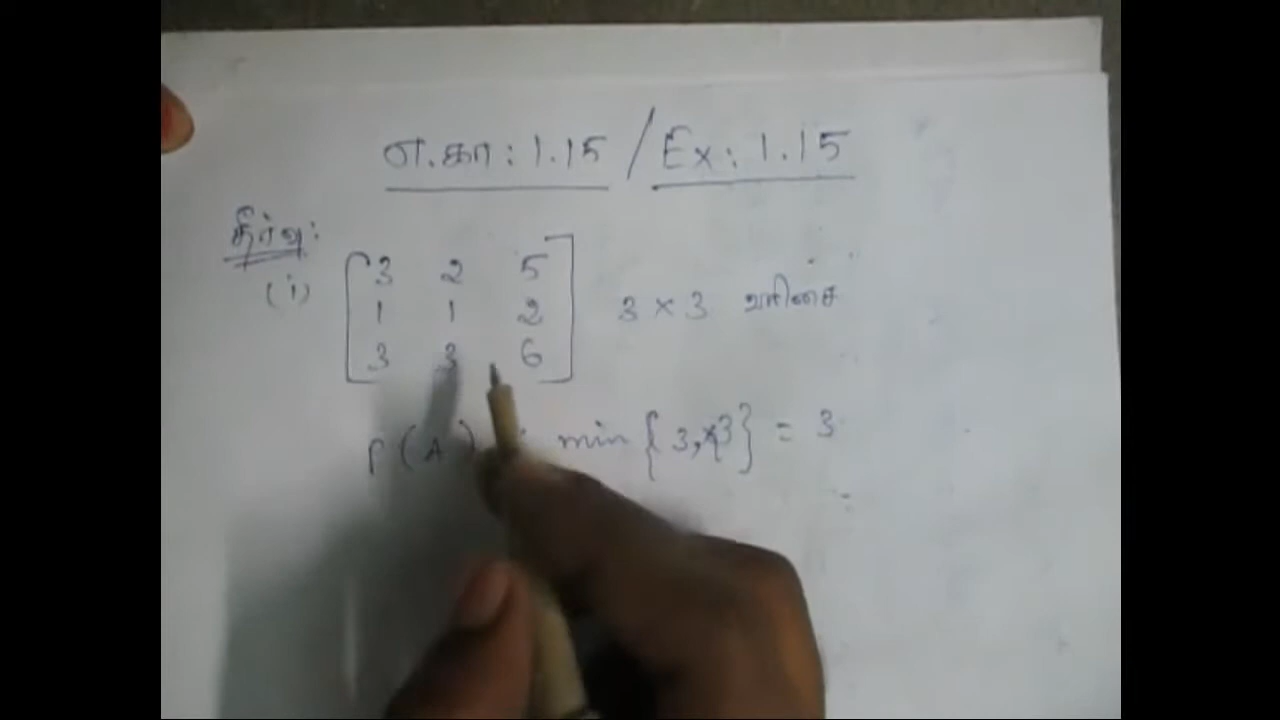 எ.கா : 1.15 / Ex : 1.15
தீர்வு :
(i) [ 3 2 5
1 1 2
3 3 6 ] 3 × 3 வரிசை
ρ(A) min {3, 3} = 3